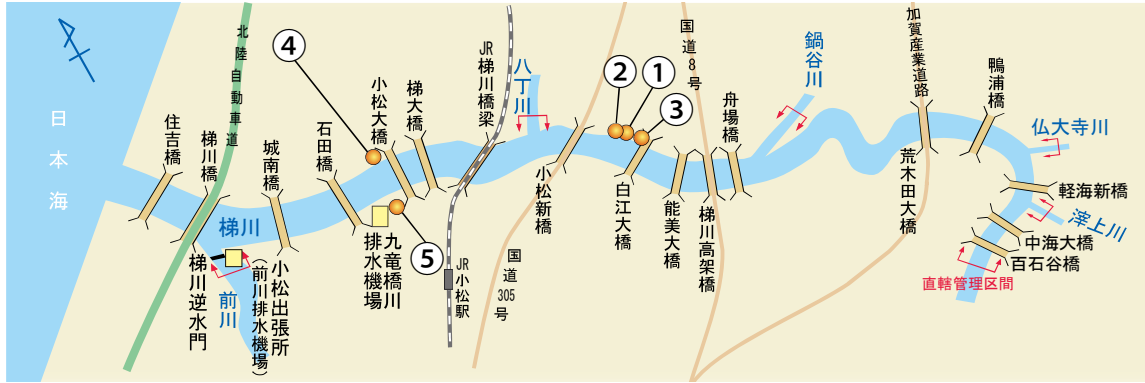 日本海
住吉橋
北陸自動車道
梯川橋
梯川
梯川逆水門
前川
城南橋
小松出張所
(前川排水機場)
石田橋
④
小松大橋
梯大橋
九竜橋川
排水機場
⑤
JR梯川橋梁
JR小松駅
八丁川
国道305号
小松新橋
②
①
③
白江大橋
国道8号
能美大橋
梯川高架橋
舟場橋
鍋谷川
加賀産業道路
荒木田大橋
鴨浦橋
仏大寺川
軽海新橋
滓上川
中海大橋
百石谷橋
直轄管理区間